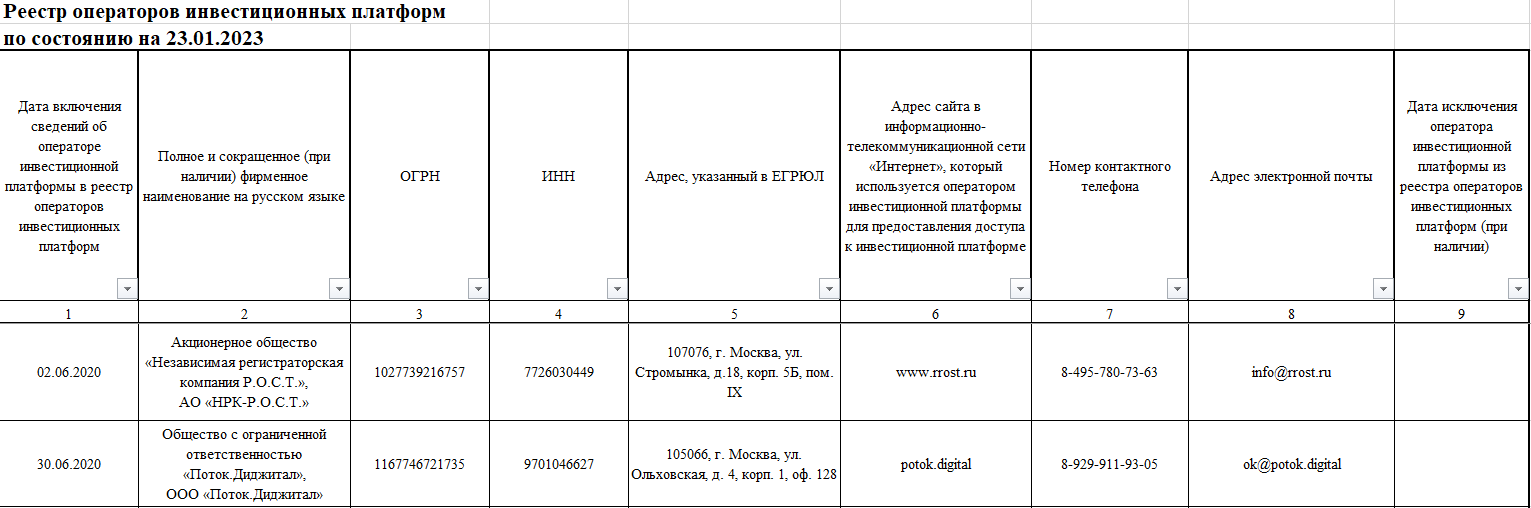 Реестр операторов инвестиционных платформ
по состоянию на 23.01.2023
Дата включения
сведений об
операторе
инвестиционной
платформы в реестр
операторов
инвестиционных
платформ
Полное и сокращенное (при
наличии) фирменное
наименование на русском языке
ОГРН
ИНН
Адрес, указанный в ЕГРЮЛ
Адрес сайта в
информационно-
телекоммуникационной сети
«Интернет», который
используется оператором
инвестиционной платформы
для предоставления доступа
к инвестиционной платформе
Номер контактного
телефона
Адрес электронной почты
Дата исключения
оператора
инвестиционной
платформы из
реестра операторов
инвестиционных
платформ (при
наличии)
1
2
3
4
5
6
7
8
9
02.06.2020
Акционерное общество
«Независимая регистраторская
компания Р.О.С.Т.»,
АО «НРК-Р.О.С.Т.»
1027739216757
7726030449
107076, г. Москва, ул.
Стромынка, д.18, корп. 5Б, пом.
IX
www.rrost.ru
8-495-780-73-63
info@rrost.ru
30.06.2020
Общество с ограниченной
ответственностью
«Поток.Диджитал»,
ООО «Поток.Диджитал»
1167746721735
9701046627
105066, г. Москва, ул.
Ольховская, д. 4, корп. 1, оф. 128
potok.digital
8-929-911-93-05
ok@potok.digital